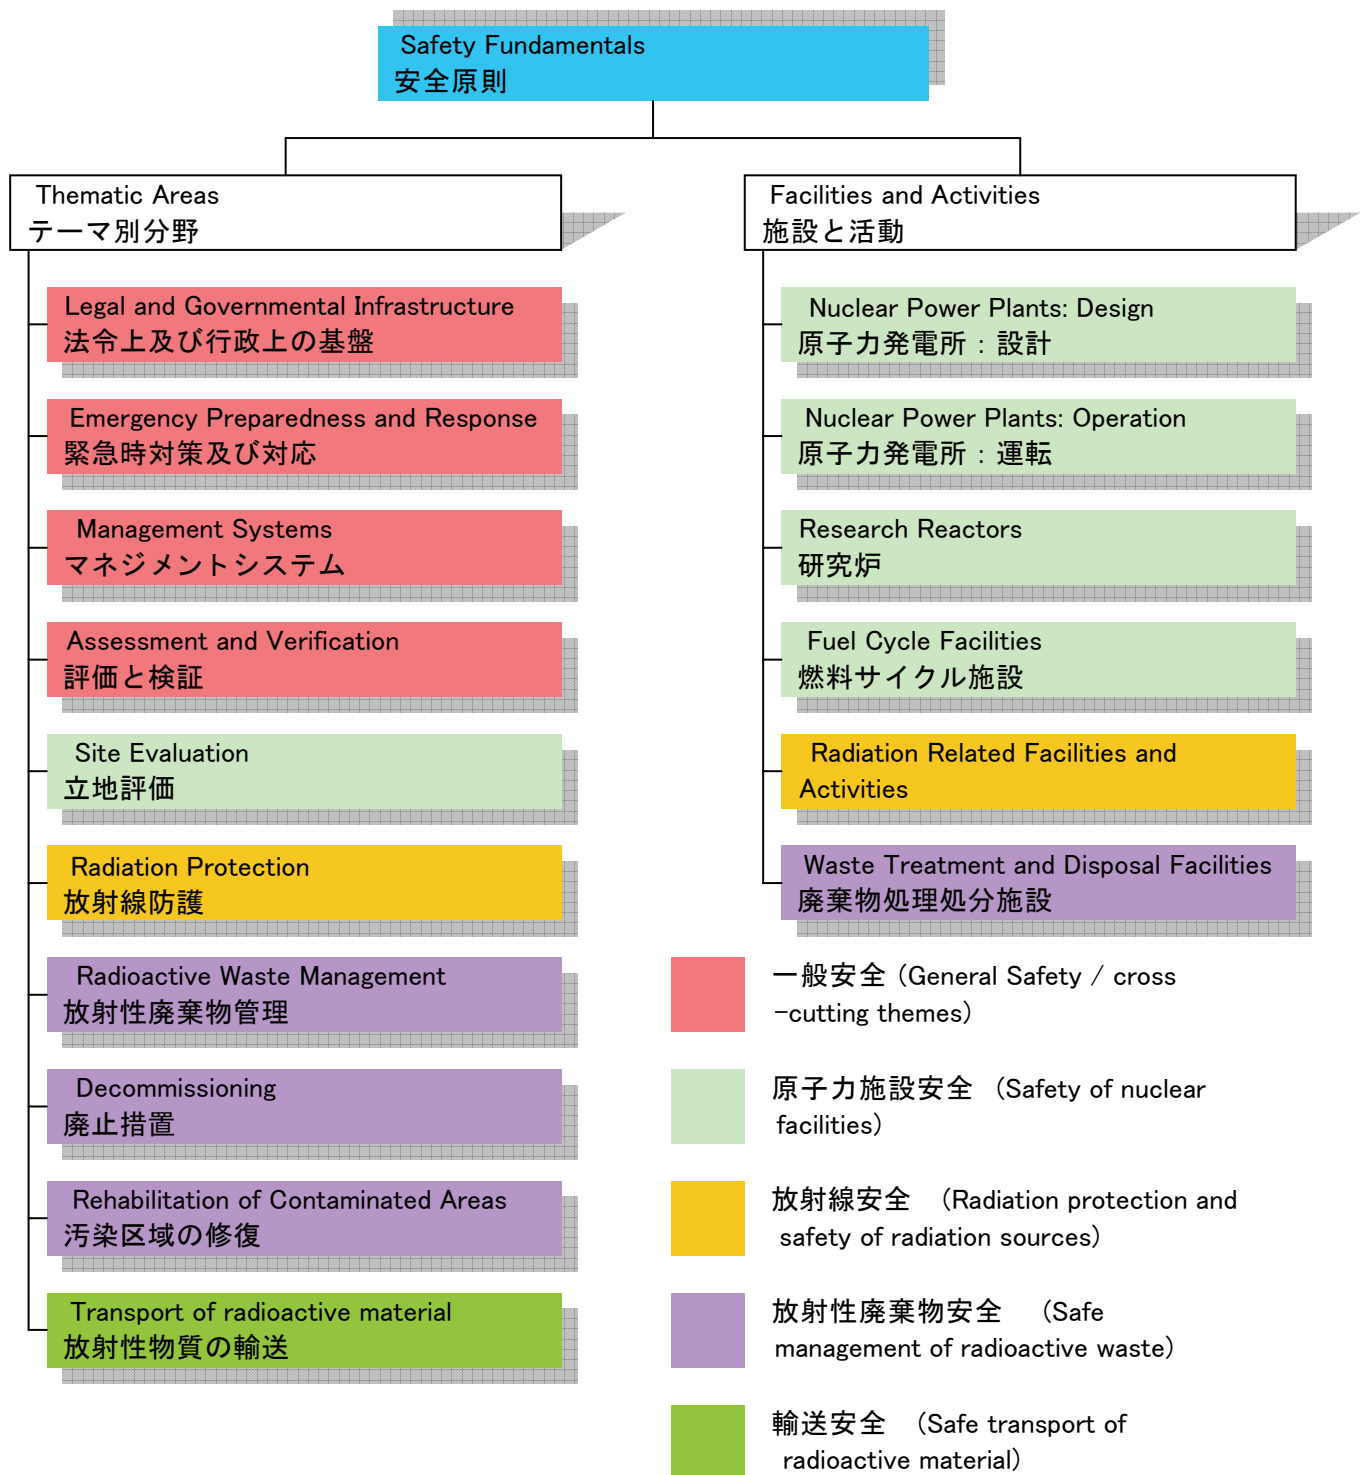 Safety Fundamentals
安全原則
Thematic Areas
テーマ別分野
Legal and Governmental Infrastructure
法令上及び行政上の基盤
Emergency Preparedness and Response
緊急時対策及び対応
Management Systems
マネジメントシステム
Assessment and Verification
評価と検証
Site Evaluation
立地評価
Radiation Protection
放射線防護
Radioactive Waste Management
放射性廃棄物管理
Decommissioning
廃止措置
Rehabilitation of Contaminated Areas
汚染区域の修復
Transport of radioactive material
放射性物質の輸送
Facilities and Activities
施設と活動
Nuclear Power Plants: Design
原子力発電所：設計
Nuclear Power Plants: Operation
原子力発電所：運転
Research Reactors
研究炉
Fuel Cycle Facilities
燃料サイクル施設
Radiation Related Facilities and
Activities
Waste Treatment and Disposal Facilities
廃棄物処理処分施設
一般安全 (General Safety / cross
-cutting themes)
原子力施設安全 （Safety of nuclear
facilities）
放射線安全 （Radiation protection and
safety of radiation sources）
放射性廃棄物安全 （Safe
management of radioactive waste）
輸送安全 （Safe transport of
radioactive material）